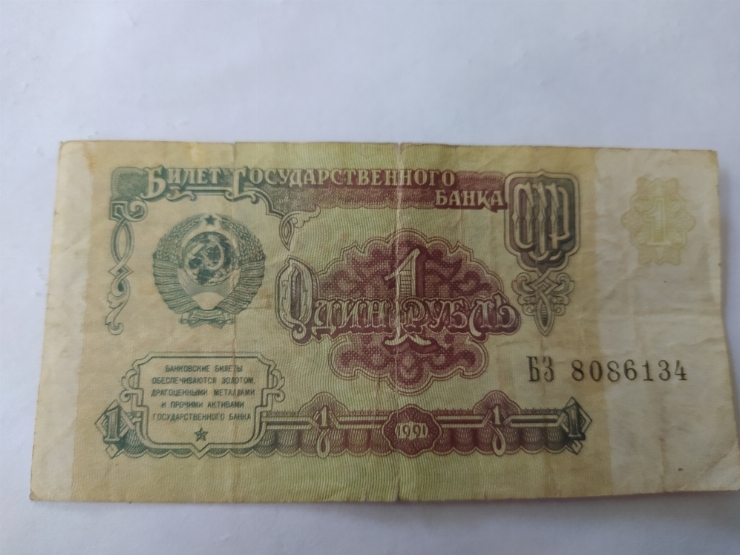 БИЛЕТ ГОСУДАРСТВЕННОГО
БАНКА
СССР
1
1
ОДИН РУБЛЬ
БАНКОВСКИЕ БИЛЕТЫ
ОБЕСПЕЧИВАЮТСЯ ЗОЛОТОМ,
ДРАГОЦЕННЫМИ МЕТАЛЛАМИ
И ПРОЧИМИ АКТИВАМИ
ГОСУДАРСТВЕННОГО БАНКА
БЗ 8086134
1 1 1991 1 1